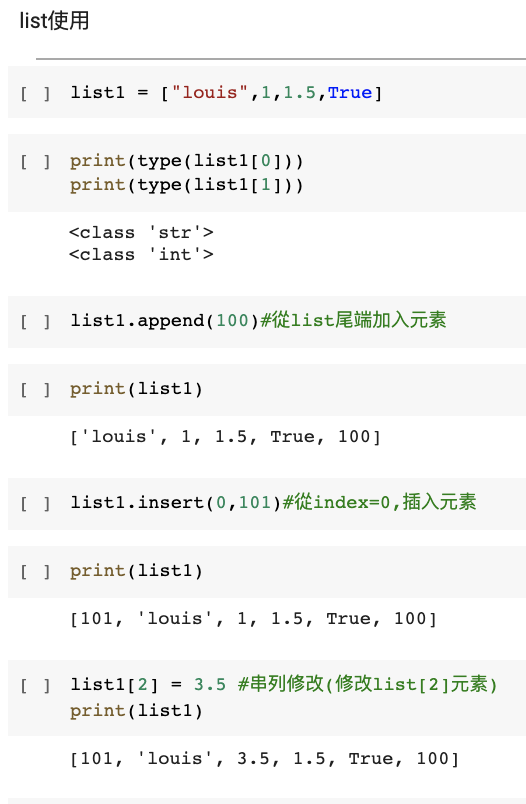 list使用
[ ] list1 = ["louis",1,1.5,True]
[ ] print(type(list1[0]))
print(type(list1[1]))
<class 'str'>
<class 'int'>
[ ] list1.append(100)#從list尾端加入元素
[ ] print(list1)
['louis', 1, 1.5, True, 100]
[ ] list1.insert(0,101)#從index=0,插入元素
[ ] print(list1)
[101, 'louis', 1, 1.5, True, 100]
[ ] list1[2] = 3.5 #串列修改(修改list[2]元素)
print(list1)
[101, 'louis', 3.5, 1.5, True, 100]